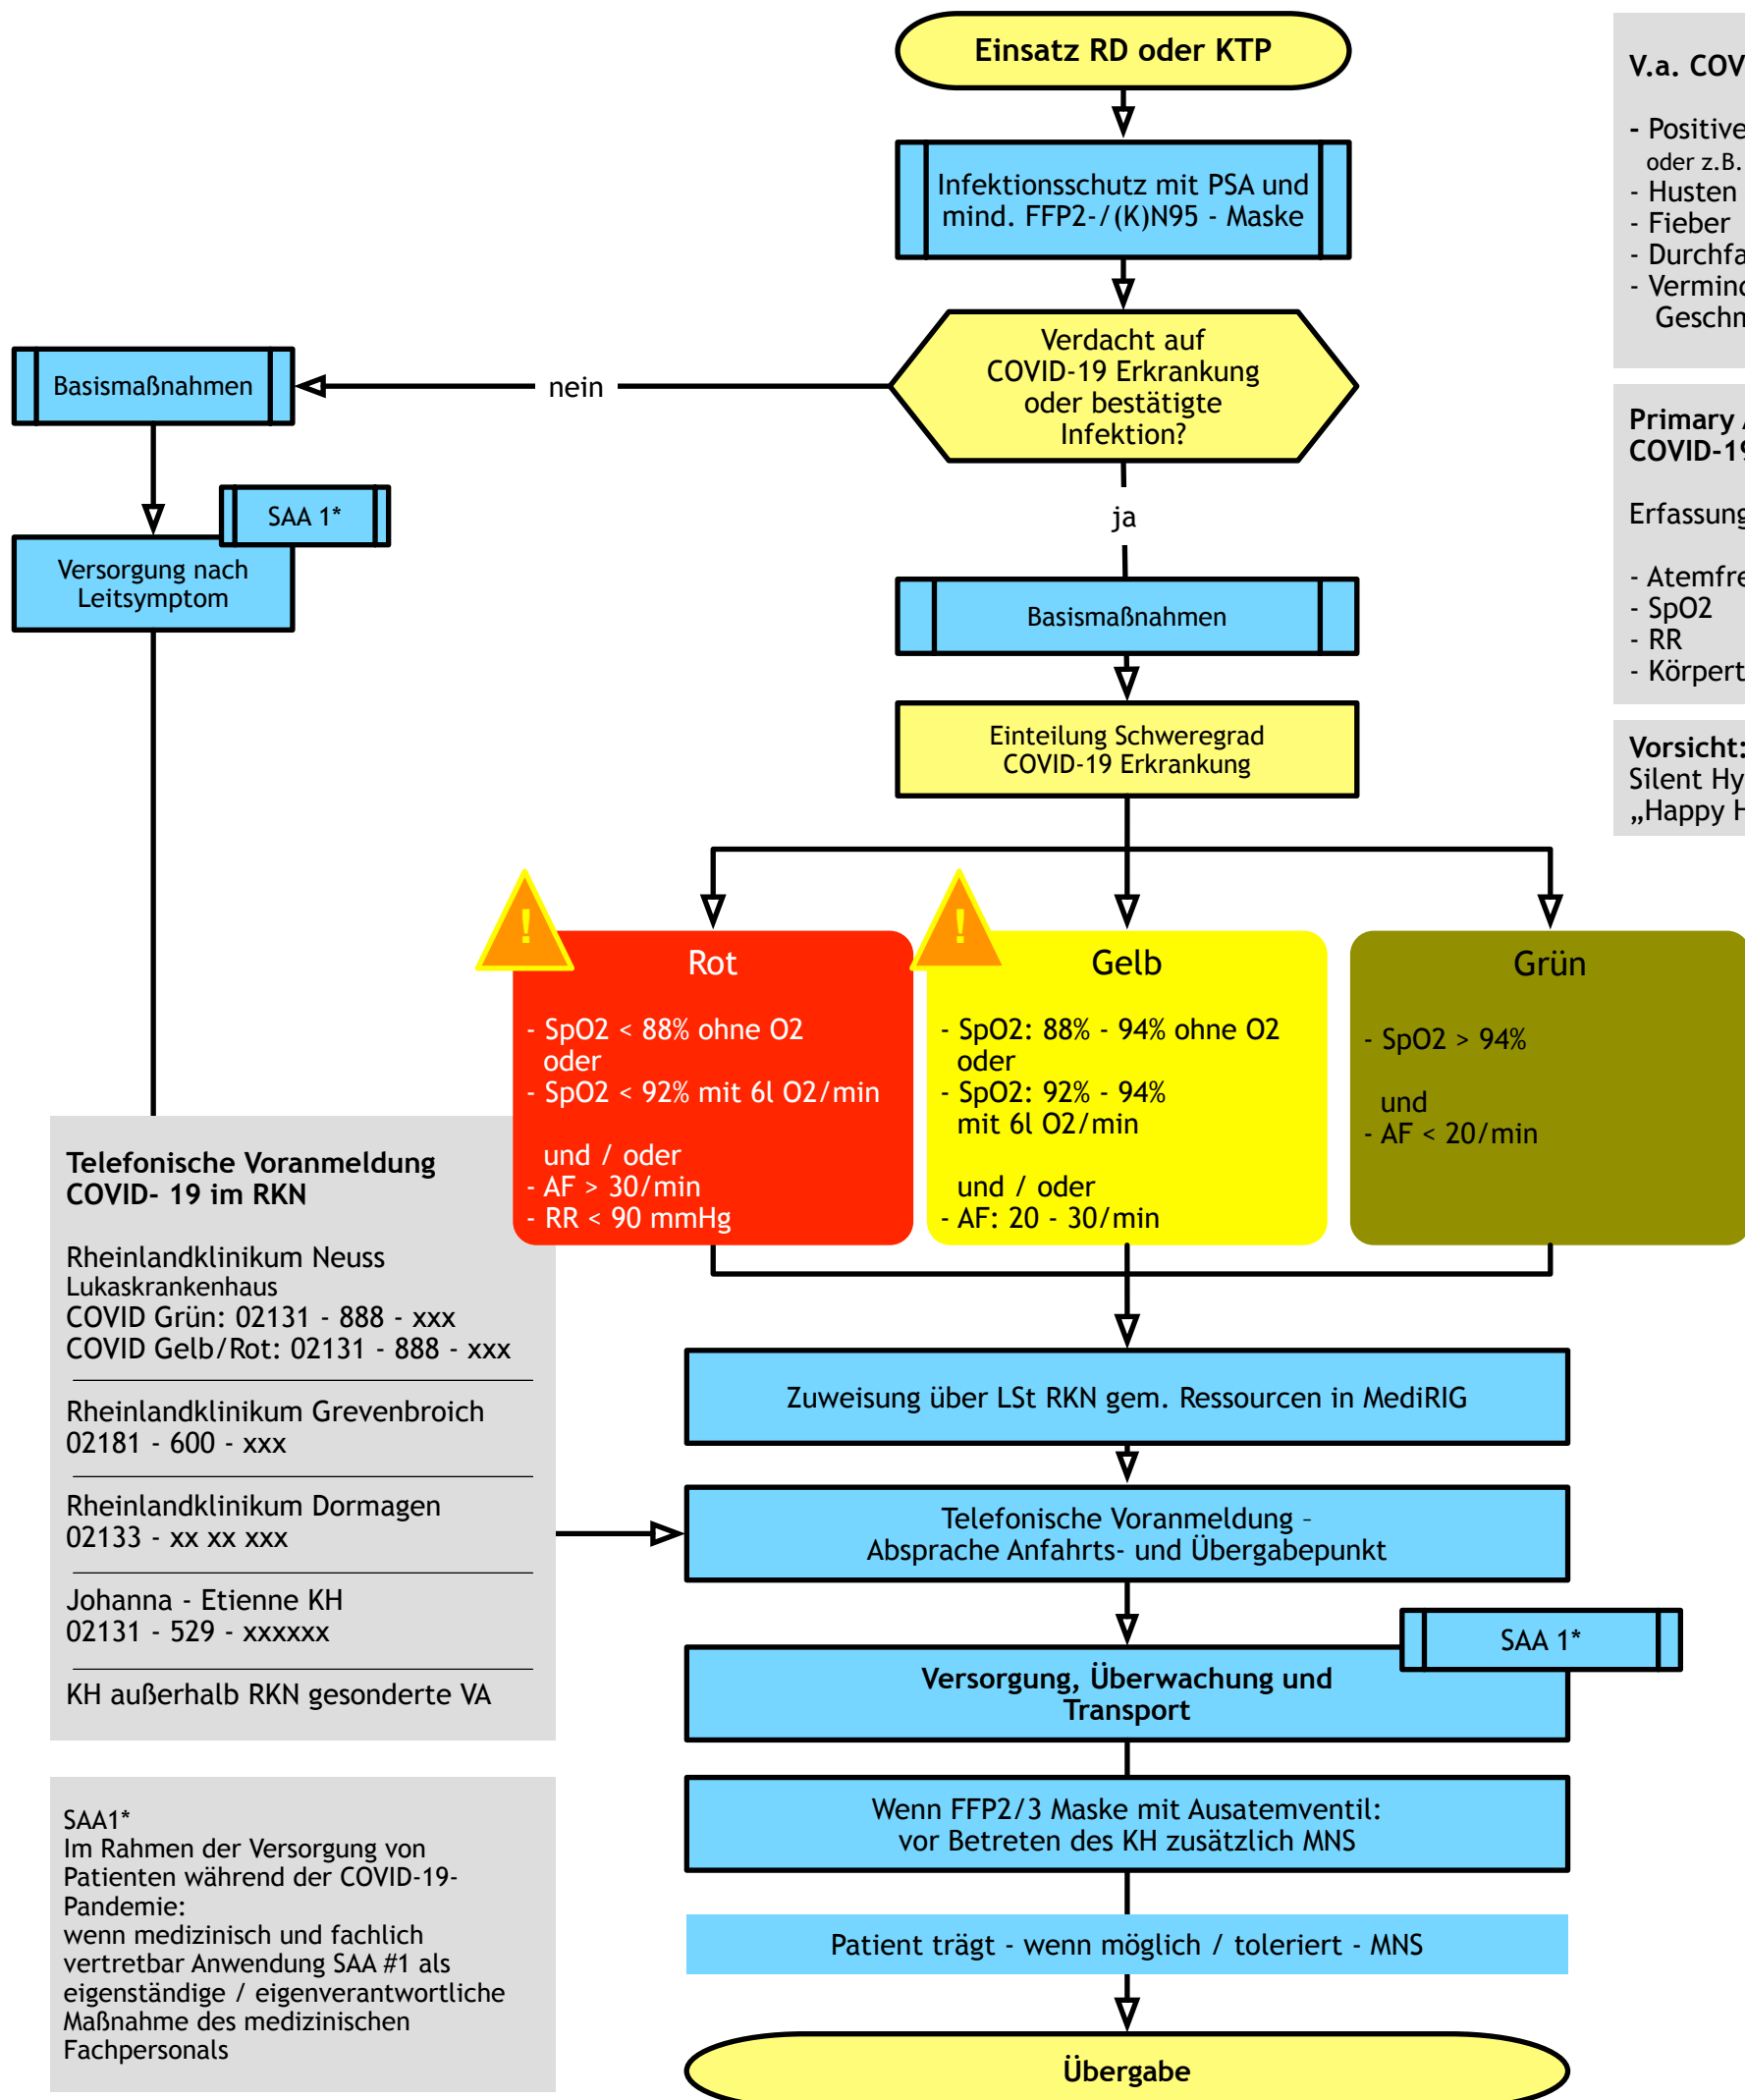 Einsatz RD oder KTP
Infektionsschutz mit PSA und
mind. FFP2-/(K)N95 - Maske
Verdacht auf
COVID-19 Erkrankung
oder bestätigte
Infektion?
nein
Basismaßnahmen
SAA 1*
Versorgung nach
Leitsymptom
ja
Basismaßnahmen
Einteilung Schweregrad
COVID-19 Erkrankung
V.a.
-
oder z.B.
- Husten
- Fieber
-
-
Primary
Erfassung
-
- SpO2
- RR
-
Vorsicht:
Silent
„Happy
!
Rot
- SpO2 < 88% ohne O2
oder
- SpO2 < 92% mit 6l O2/min
und / oder
- AF > 30/min
- RR < 90 mmHg
!
Gelb
- SpO2: 88% - 94% ohne O2
oder
- SpO2: 92% - 94%
mit 6l O2/min
und / oder
- AF: 20 - 30/min
Grün
- SpO2 > 94%
und
- AF < 20/min
Telefonische Voranmeldung
COVID- 19 im RKN
Rheinlandklinikum Neuss
Lukaskrankenhaus
COVID Grün: 02131 - 888 - xxx
COVID Gelb/Rot: 02131 - 888 - xxx
Rheinlandklinikum Grevenbroich
02181 - 600 - xxx
Rheinlandklinikum Dormagen
02133 - xx xx xxx
Johanna - Etienne KH
02131 - 529 - xxxxxx
KH außerhalb RKN gesonderte VA
Zuweisung über LSt RKN gem. Ressourcen in MediRIG
Telefonische Voranmeldung –
Absprache Anfahrts- und Übergabepunkt
SAA 1*
Versorgung, Überwachung und
Transport
Wenn FFP2/3 Maske mit Ausatemventil:
vor Betreten des KH zusätzlich MNS
Patient trägt - wenn möglich / toleriert - MNS
Übergabe
SAA1*
Im Rahmen der Versorgung von
Patienten während der COVID-19-
Pandemie:
wenn medizinisch und fachlich
vertretbar Anwendung SAA #1 als
eigenständige / eigenverantwortliche
Maßnahme des medizinischen
Fachpersonals